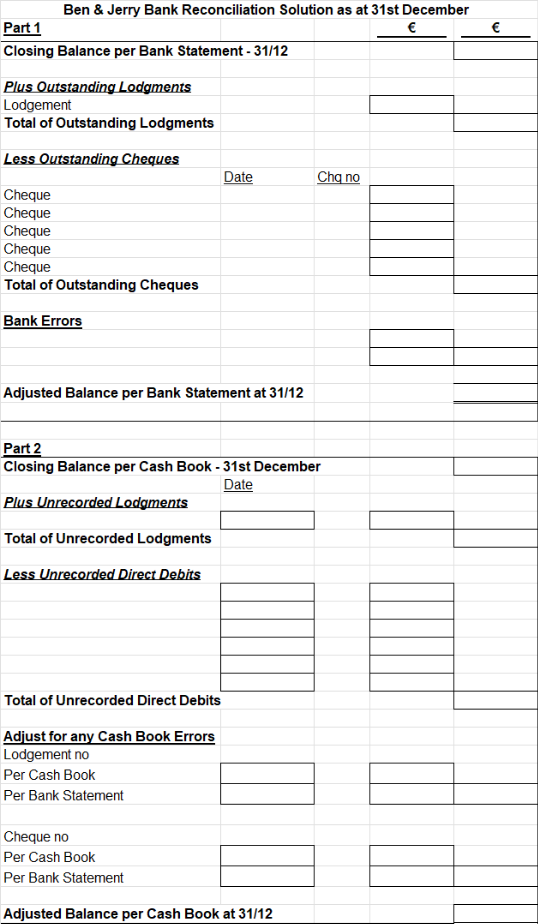 Ben & Jerry Bank Reconciliation Solution as at 31st December
Part 1 € €
Closing Balance per Bank Statement - 31/12
Plus Outstanding Lodgments
Lodgement
Total of Outstanding Lodgments
Less Outstanding Cheques
Date Chq no
Cheque
Cheque
Cheque
Cheque
Cheque
Total of Outstanding Cheques
Bank Errors
Adjusted Balance per Bank Statement at 31/12
Part 2
Closing Balance per Cash Book - 31st December
Date
Plus Unrecorded Lodgments
Total of Unrecorded Lodgments
Less Unrecorded Direct Debits
Total of Unrecorded Direct Debits
Adjust for any Cash Book Errors
Lodgement no
Per Cash Book
Per Bank Statement
Cheque no
Per Cash Book
Per Bank Statement
Adjusted Balance per Cash Book at 31/12